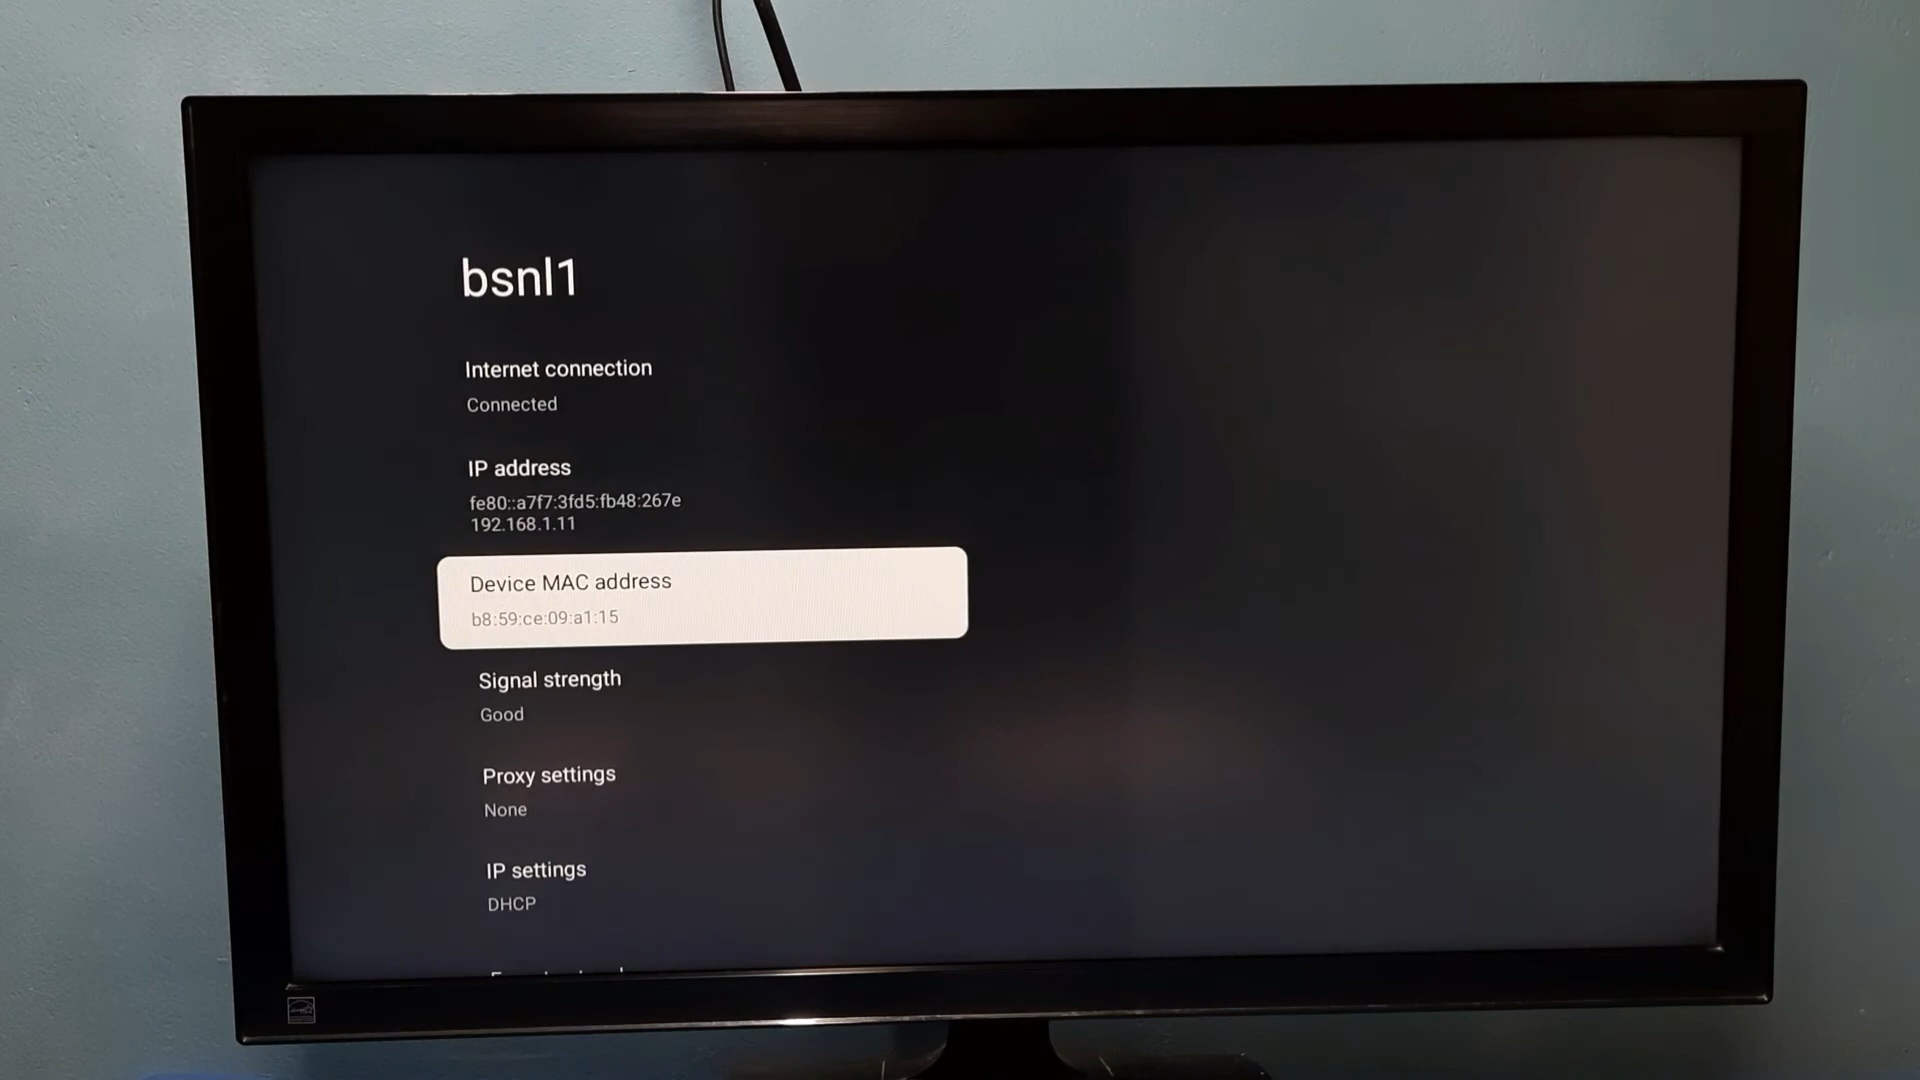 bsnl1
Internet connection
Connected
IP address
fe80::a7f7:3fd5:fb48:267e
192.168.1.11
Device MAC address
b8:59:ce:09:a1:15
Signal strength
Good
Proxy settings
None
IP settings
DHCP